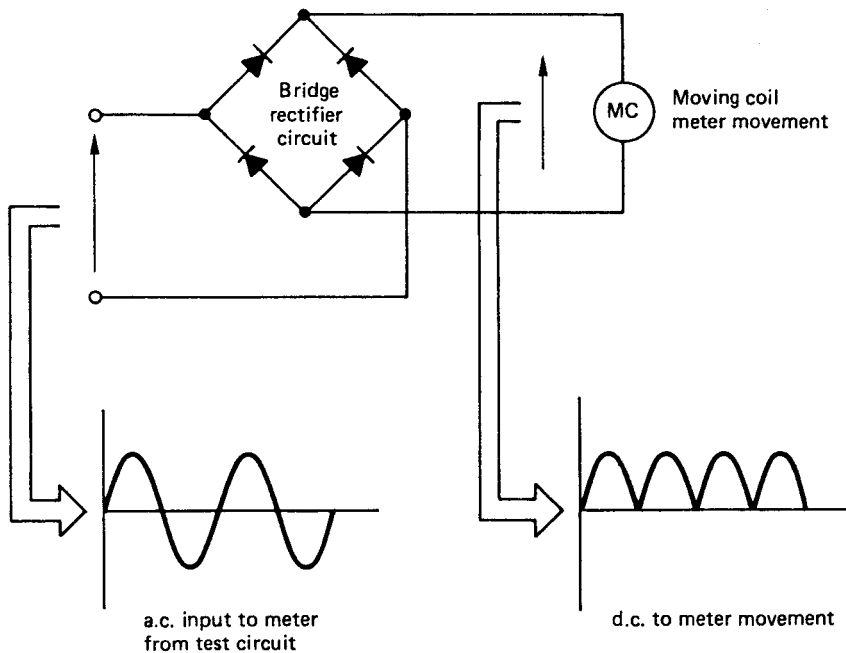 Bridge
rectifier
circuit
MC
Moving coil
meter movement
a.c. input to meter
from test circuit
d.c. to meter movement